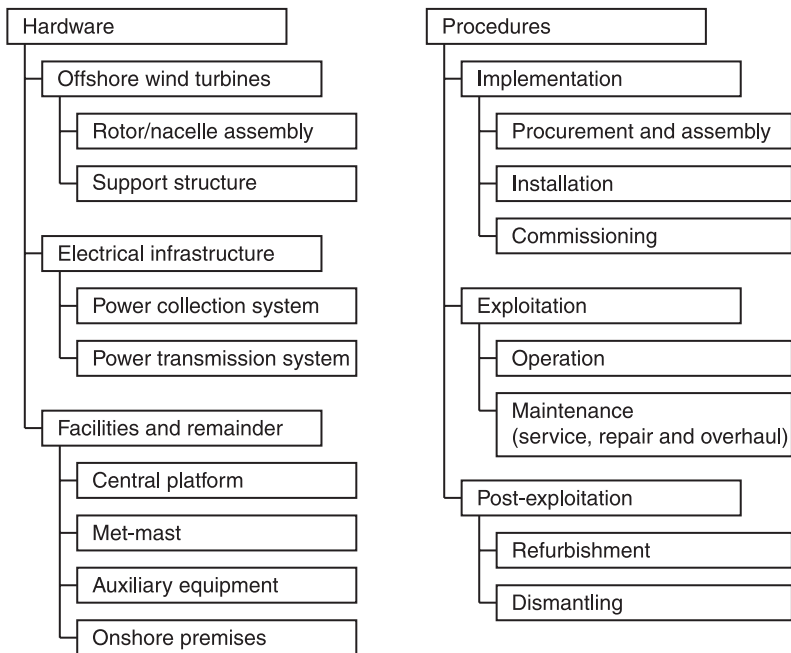 Hardware
Offshore wind turbines
Rotor/nacelle assembly
Support structure
Electrical infrastructure
Power collection system
Power transmission system
Facilities and remainder
Central platform
Met-mast
Auxiliary equipment
Onshore premises
Procedures
Implementation
Procurement and assembly
Installation
Commissioning
Exploitation
Operation
Maintenance
(service, repair and overhaul)
Post-exploitation
Refurbishment
Dismantling